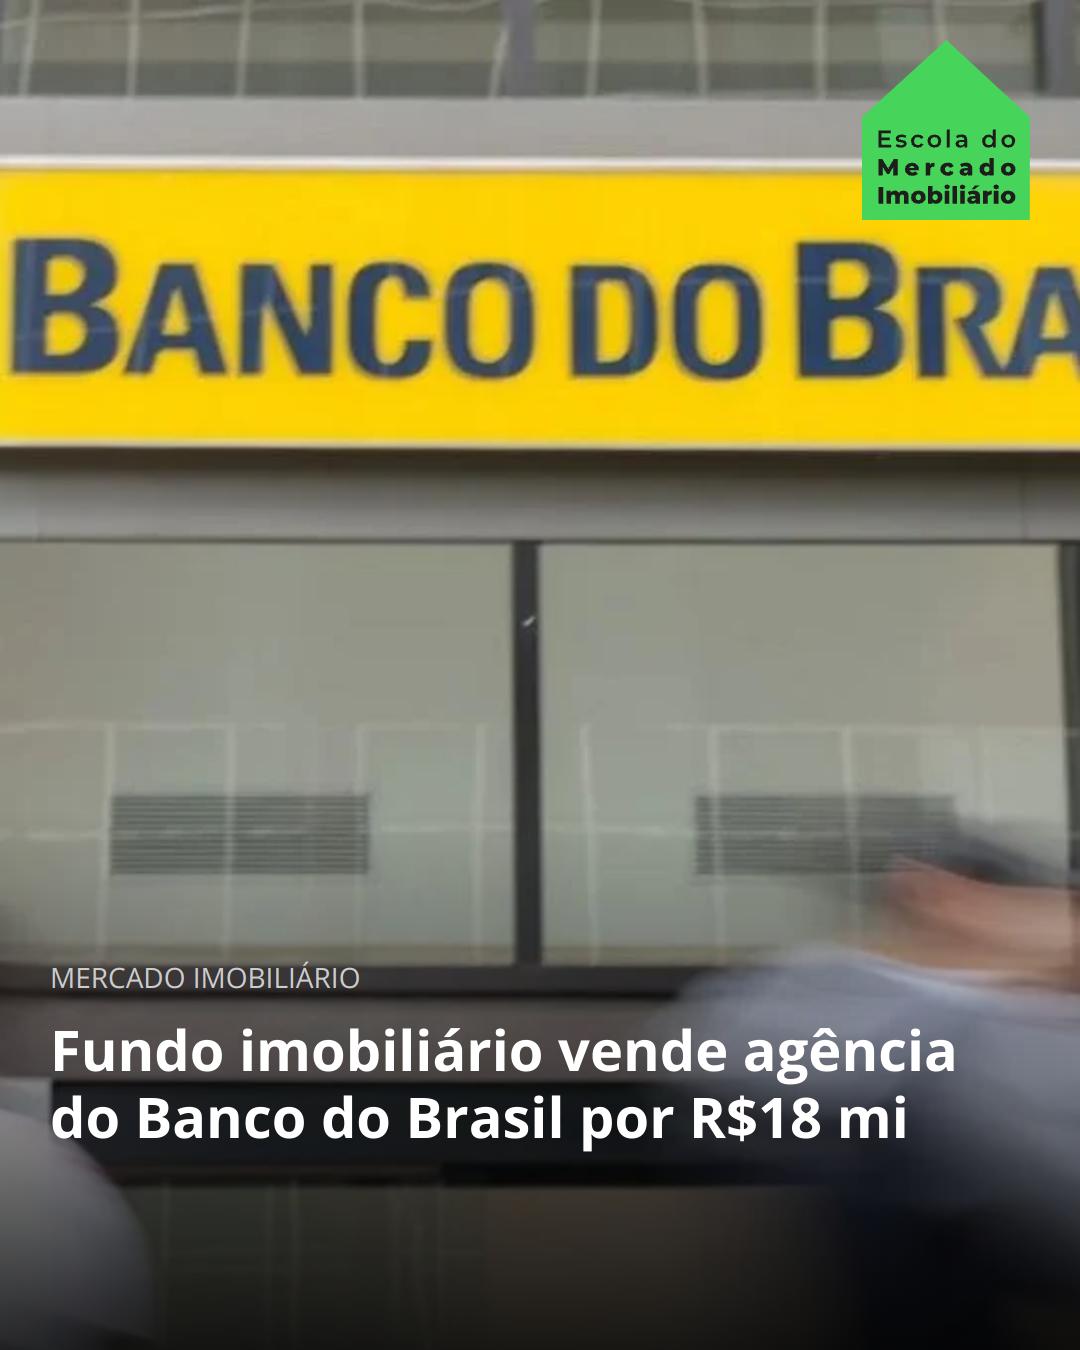 Escola do
Mercado
Imobiliário
BANCO DO BRA
MERCADO IMOBILIÁRIO
Fundo imobiliário vende agência
do Banco do Brasil por R$18 mi